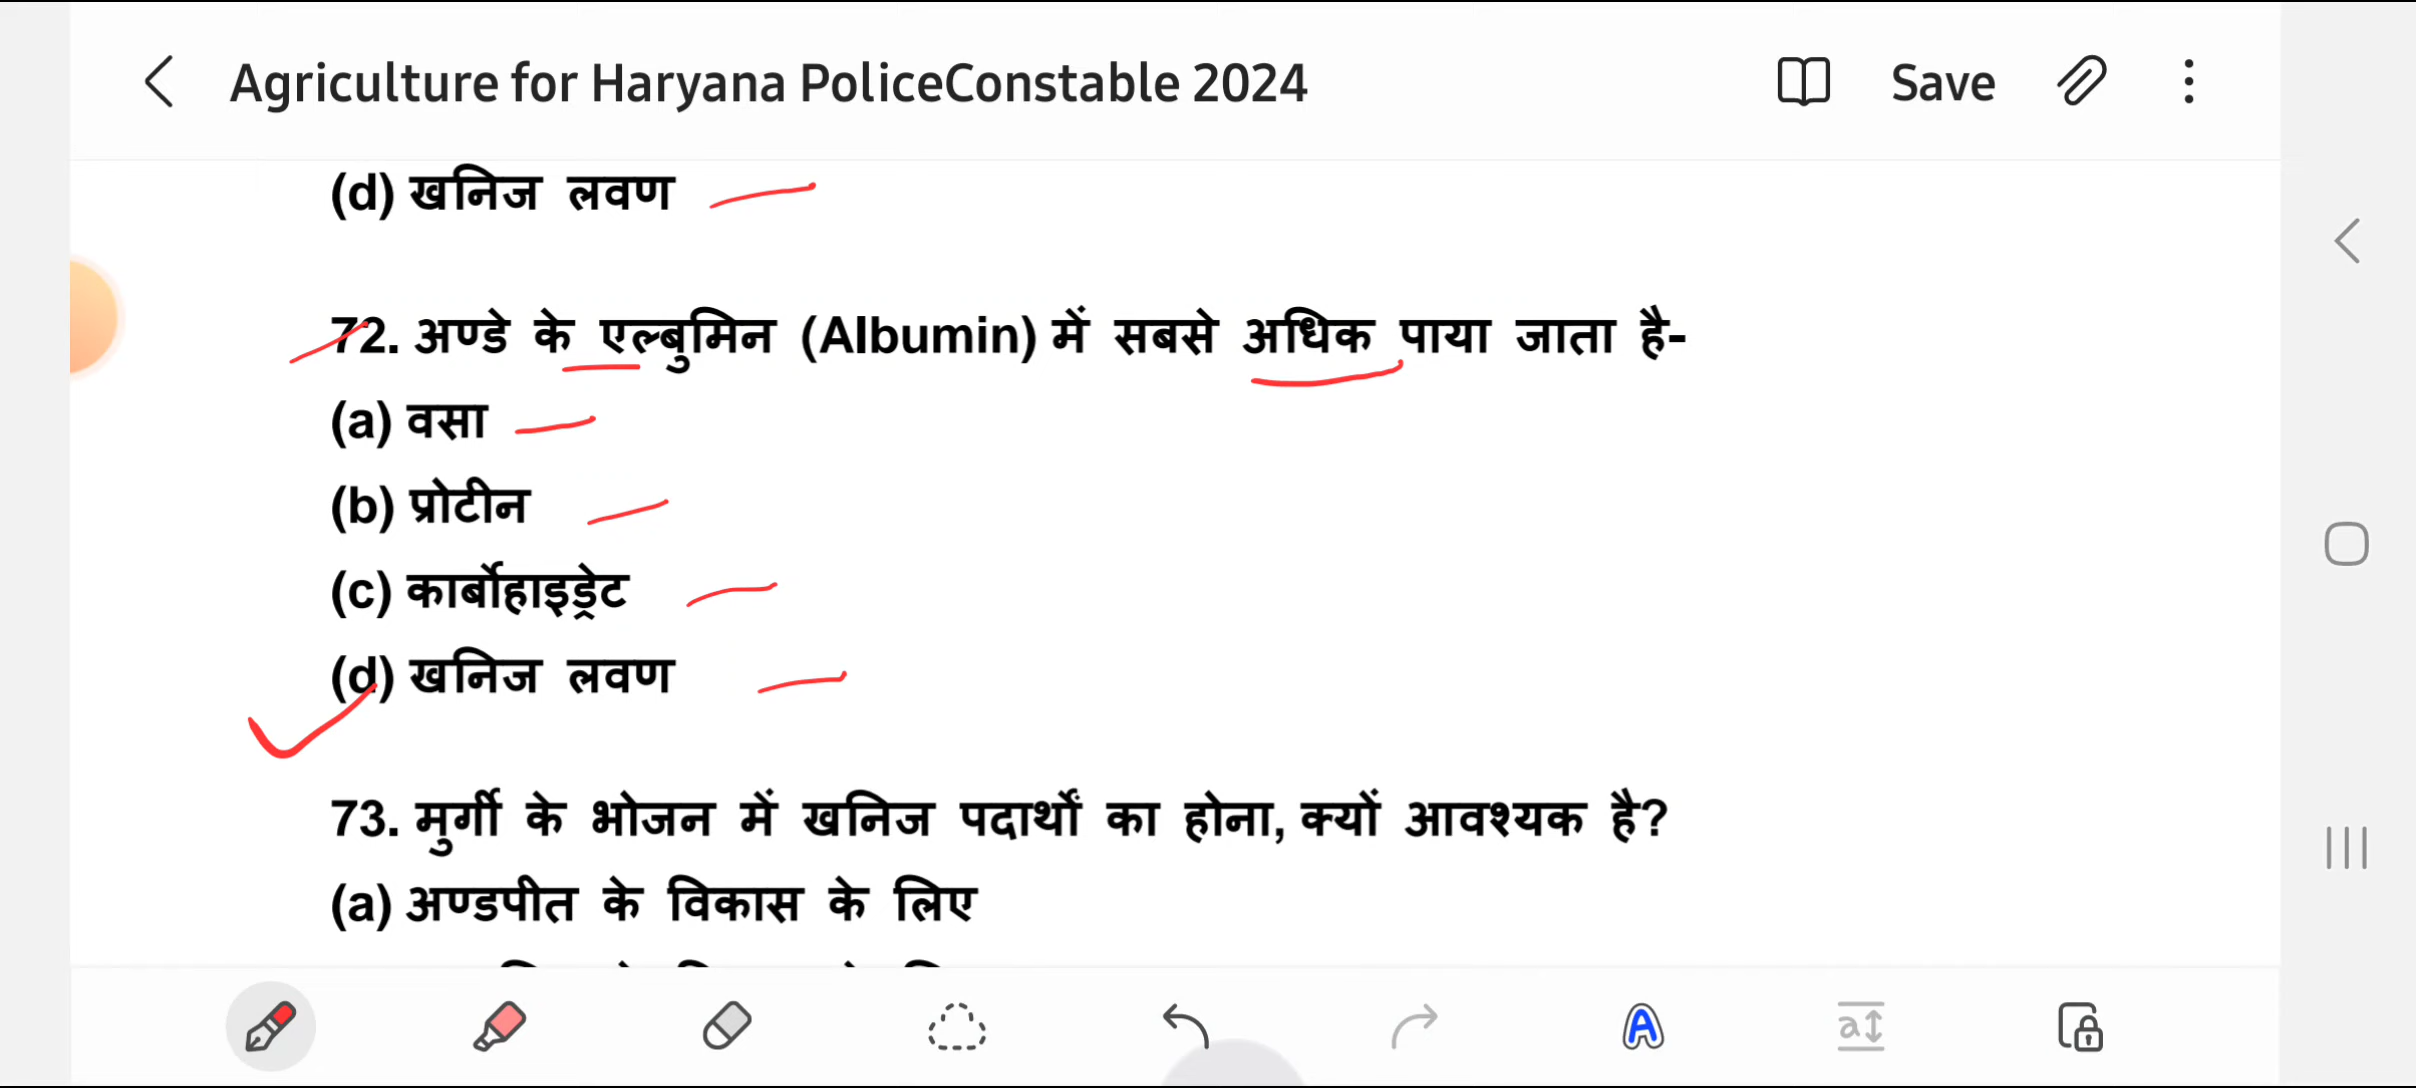 Agriculture for Haryana PoliceConstable 2024
Save
(d) खनिज लवण
72. अण्डे के एल्बुमिन (Albumin) में सबसे अधिक पाया जाता है-
(a) वसा
(b) प्रोटीन
(c) कार्बोहाइड्रेट
(d) खनिज लवण
73. मुर्गी के भोजन में खनिज पदार्थों का होना, क्यों आवश्यक है?
(a) अण्डपीत के विकास के लिए
A
a